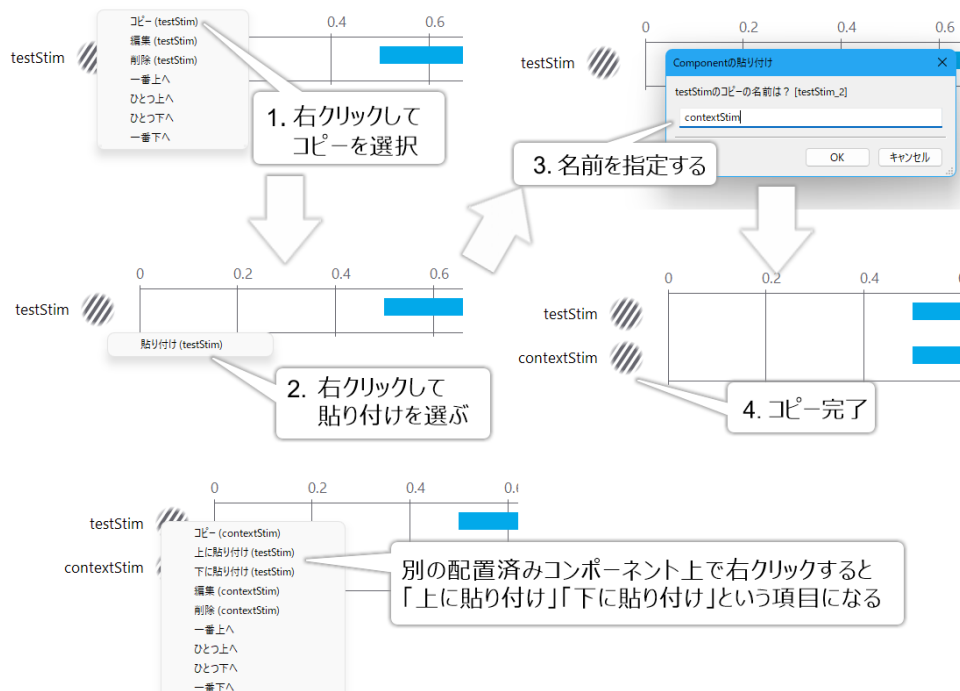 コピー (testStim)
編集 (testStim)
削除 (testStim)
一番上へ
ひとつ上へ
ひとつ下へ
一番下へ
testStim
0.4 0.6
1. 右クリックして
コピーを選択
0 0.2 0.4 0.6
testStim
Componentの貼り付け
testStimのコピーの名前は？ [testStim_2]
contextStim
OK キャンセル
3. 名前を指定する
0 0.2 0.4 0.6
testStim
貼り付け (testStim)
2. 右クリックして
貼り付けを選ぶ
0 0.2 0.4
testStim
contextStim
4. コピー完了
0 0.2 0.4
testStim
contextStim
コピー (contextStim)
上に貼り付け (testStim)
下に貼り付け (testStim)
編集 (contextStim)
削除 (contextStim)
一番上へ
ひとつ上へ
ひとつ下へ
一番下へ
別の配置済みコンポーネント上で右クリックすると
「上に貼り付け」「下に貼り付け」という項目になる